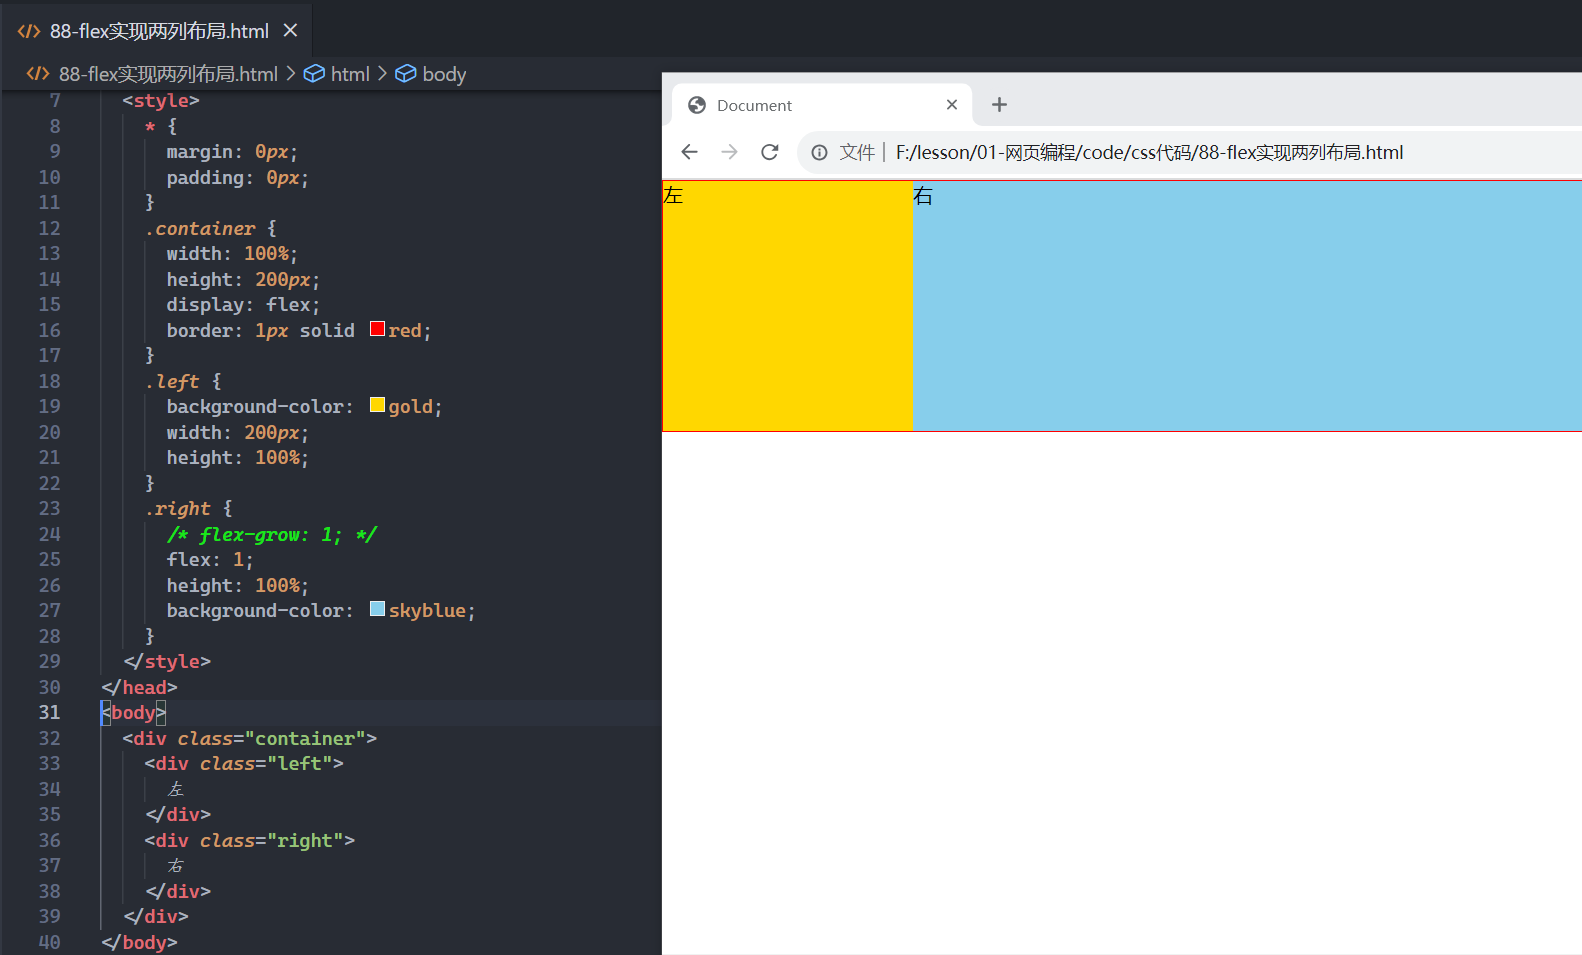 88-flex实现两列布局.html
88-flex实现两列布局.html > html > body
7 <style>
8 * {
9 margin: 0px;
10 padding: 0px;
11 }
12 .container {
13 width: 100%;
14 height: 200px;
15 display: flex;
16 border: 1px solid red;
17 }
18 .left {
19 background-color: gold;
20 width: 200px;
21 height: 100%;
22 }
23 .right {
24 /* flex-grow: 1; */
25 flex: 1;
26 height: 100%;
27 background-color: skyblue;
28 }
29 </style>
30 </head>
31 <body>
32 <div class="container">
33 <div class="left">
34 左
35 </div>
36 <div class="right">
37 右
38 </div>
39 </div>
40 </body>
Document
文件 | F:/lesson/01-网页编程/code/css代码/88-flex实现两列布局.html
左 右